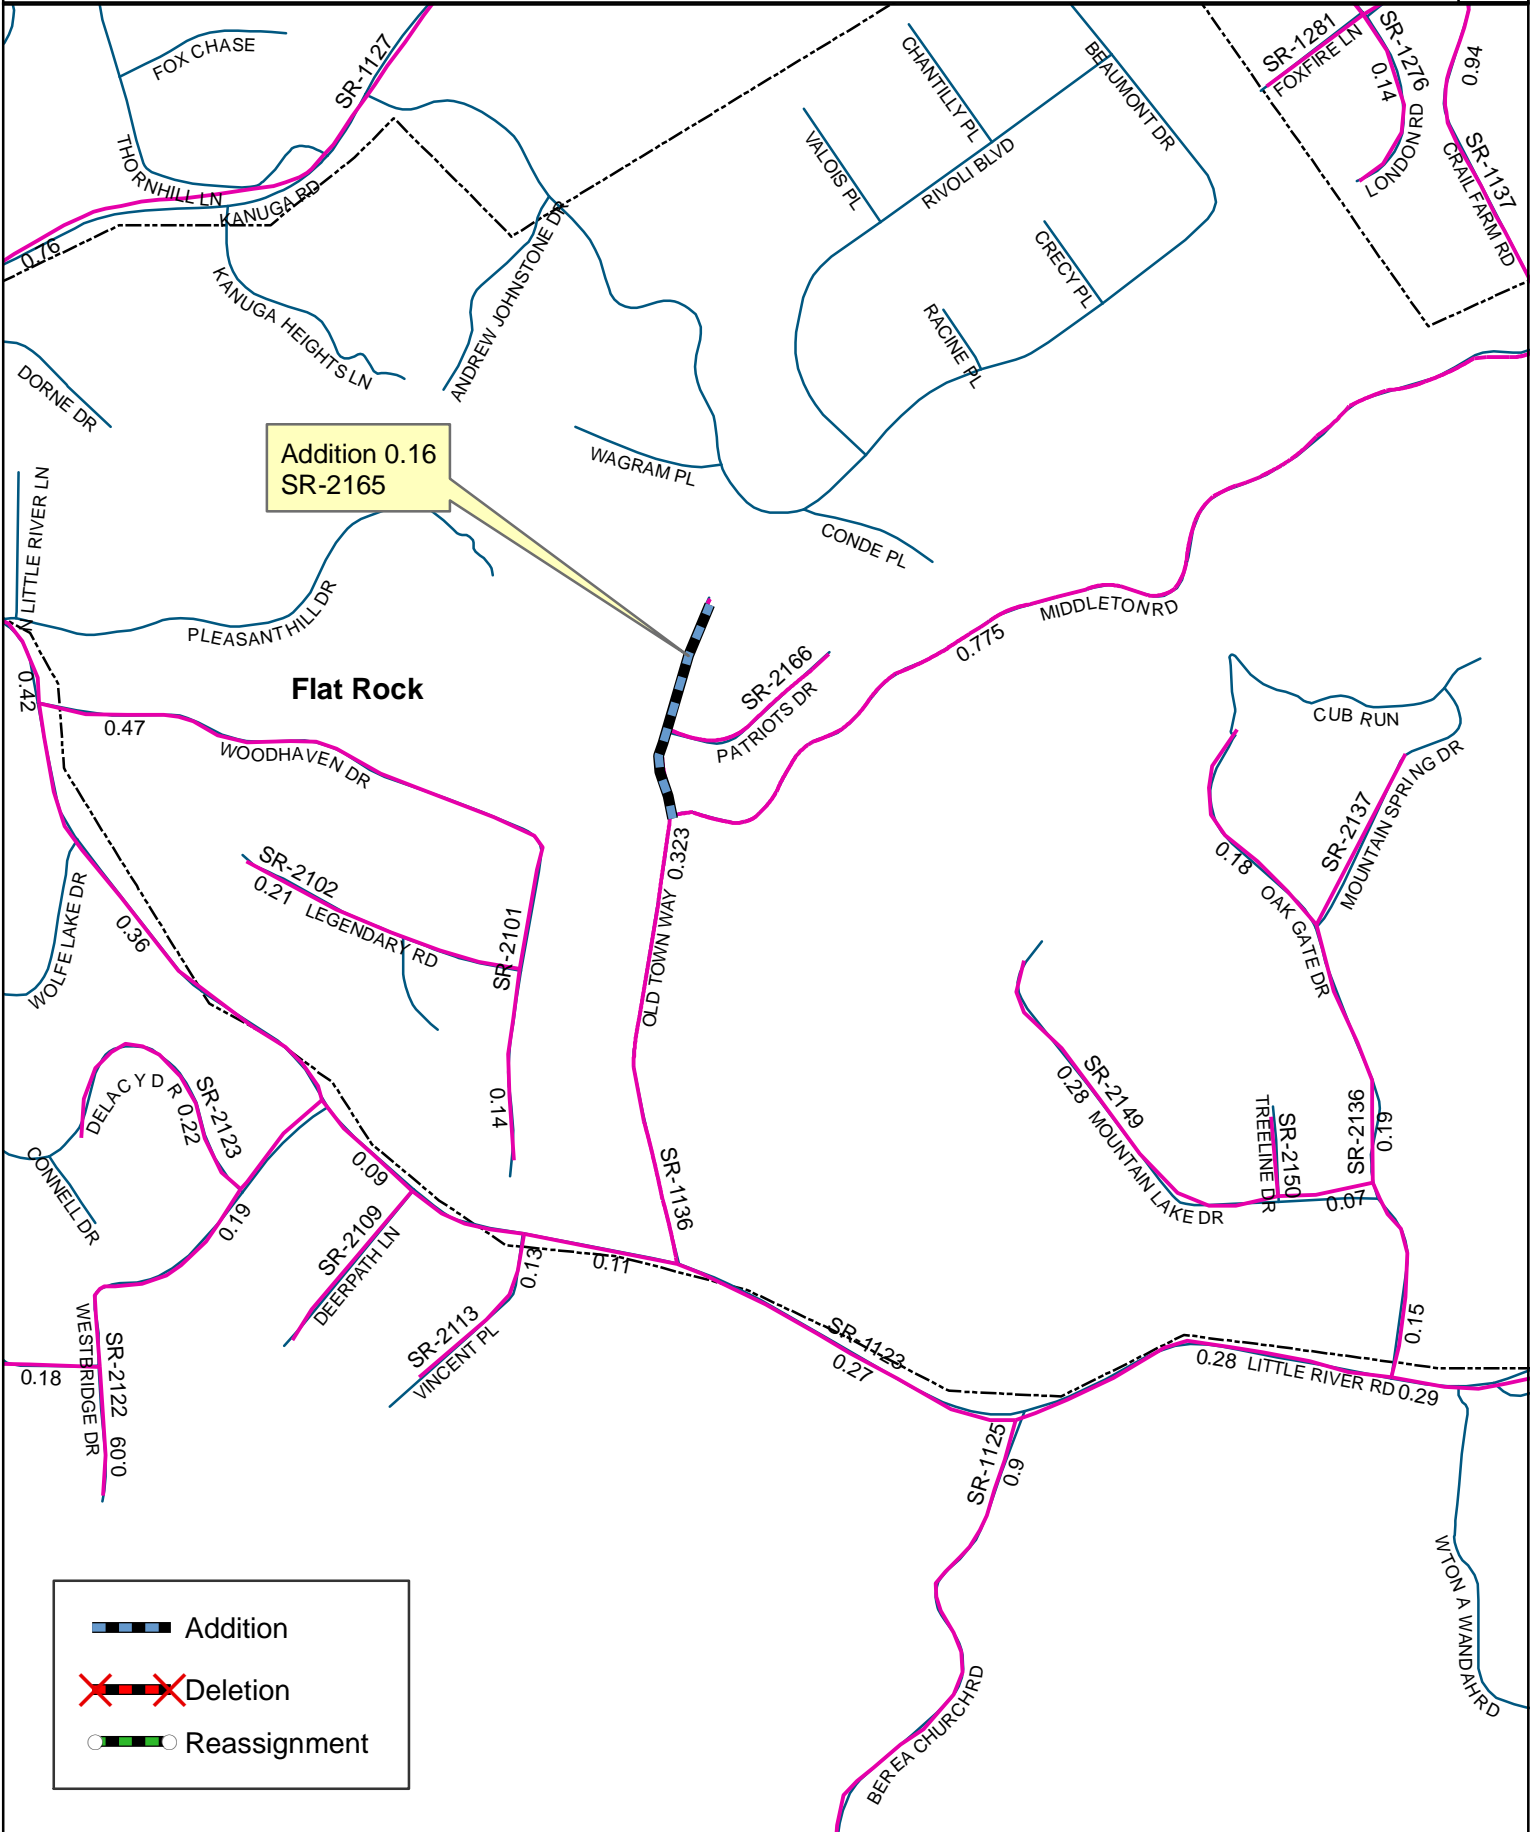 FOX CHASE
SR-1127
CHANTILLY PL
BEAUMONT DR
SR-1281
FOXFIRE LN
SR-1276
0.14
0.94
LONDON RD
SR-1137
CRAIL FARM RD
THORNHILL LN
KANUGA RD
0.76
VALOIS PL
RIVOLI BLVD
CRECY PL
RACINE PL
KANUGA HEIGHTS LN
ANDREW JOHNSTONE DR
DORNE DR
Addition 0.16
SR-2165
WAGRAM PL
CONDE PL
LITTLE RIVER LN
PLEASANT HILL DR
MIDDLETON RD
0.775
SR-2166
PATRIOTS DR
Flat Rock
0.42
0.47
WOODHAVEN DR
CUB RUN
MOUNTAIN SPRING DR
SR-2137
0.18
OAK GATE DR
0.323
OLD TOWN WAY
SR-2102
0.21
LEGENDARY RD
SR-2101
WOLFE LAKE DR
0.36
0.14
DELACY DR
0.22
SR-2123
CONNELL DR
0.19
0.09
SR-2109
DEERPATH LN
SR-1136
0.11
0.13
SR-2113
VINCENT PL
SR-2149
0.28
MOUNTAIN LAKE DR
TREELINE DR
SR-2150
SR-2136
0.19
0.07
0.15
WESTBRIDGE DR
SR-2122
0.09
0.18
SR-1123
0.27
0.28
LITTLE RIVER RD
0.29
SR-1125
0.9
WTON A WANDAH RD
BEREA CHURCH RD
Addition
Deletion
Reassignment